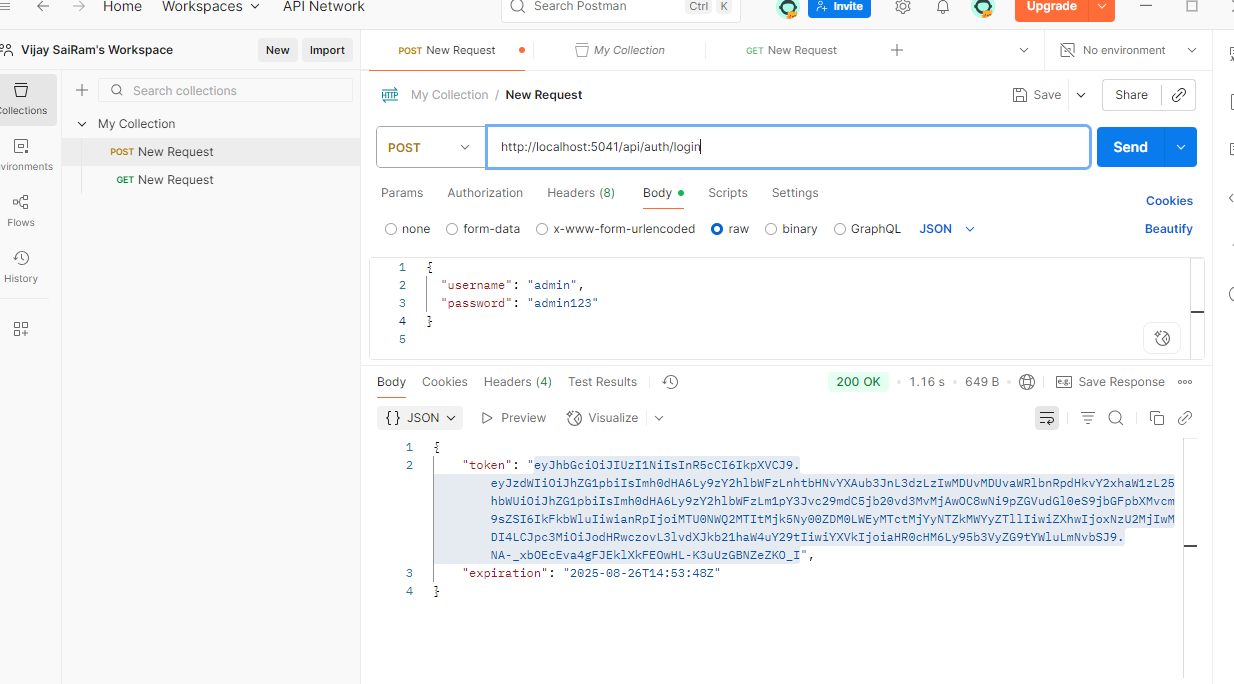 Home Workspaces API Network Search Postman Ctrl K Invite Upgrade
Vijay SaiRam's Workspace New Import POST New Request My Collection GET New Request No environment
Search collections
My Collection
POST New Request
GET New Request
Collections
Flows
History
HTTP My Collection / New Request Save Share
POST http://localhost:5041/api/auth/login Send
Params Authorization Headers (8) Body Scripts Settings Cookies
none form-data x-www-form-urlencoded raw binary GraphQL JSON Beautify
1 {
2 "username": "admin",
3 "password": "admin123"
4 }
5
Body Cookies Headers (4) Test Results 200 OK • 1.16 s • 649 B • e.g. Save Response
{} JSON Preview Visualize
1 {
2 "token": "eyJhbGciOiJIUzI1NiIsInR5cCI6IkpXVCJ9.
eyJzdWIiOiJhZG1pbiIsImh0dHA6Ly9zY2hlbWFzLnhtbHNvYXAub3JnL3dzLzIwMDUvMDUvaWRlbnRpdHkvY2xhaW1zL25
hbWUiOiJhZG1pbiIsImh0dHA6Ly9zY2hlbWFzLm1pY3Jvc29mdC5jb20vd3MvMjAwOC8wNi9pZGVudGl0eS9jbGFpbXMvcm
9sZSI6IkFkbWluIiwianRpIjoiMTU0NWQ2MTItMjk5Ny00ZDM0LWEyMTctMjYyNTZkMWYyZTllIiwiZXhwIjoxNzU2MjIwM
DI4LCJpc3MiOiJodHRwczovL3lvdXJkb21haW4uY29tIiwiYXVkIjoiaHR0cHM6Ly95b3VyZG9tYWluLmNvbSJ9.
NA-_xbOEcEva4gFJEklXkFEOwHL-K3uUzGBNZeZKO_I",
3 "expiration": "2025-08-26T14:53:48Z"
4 }